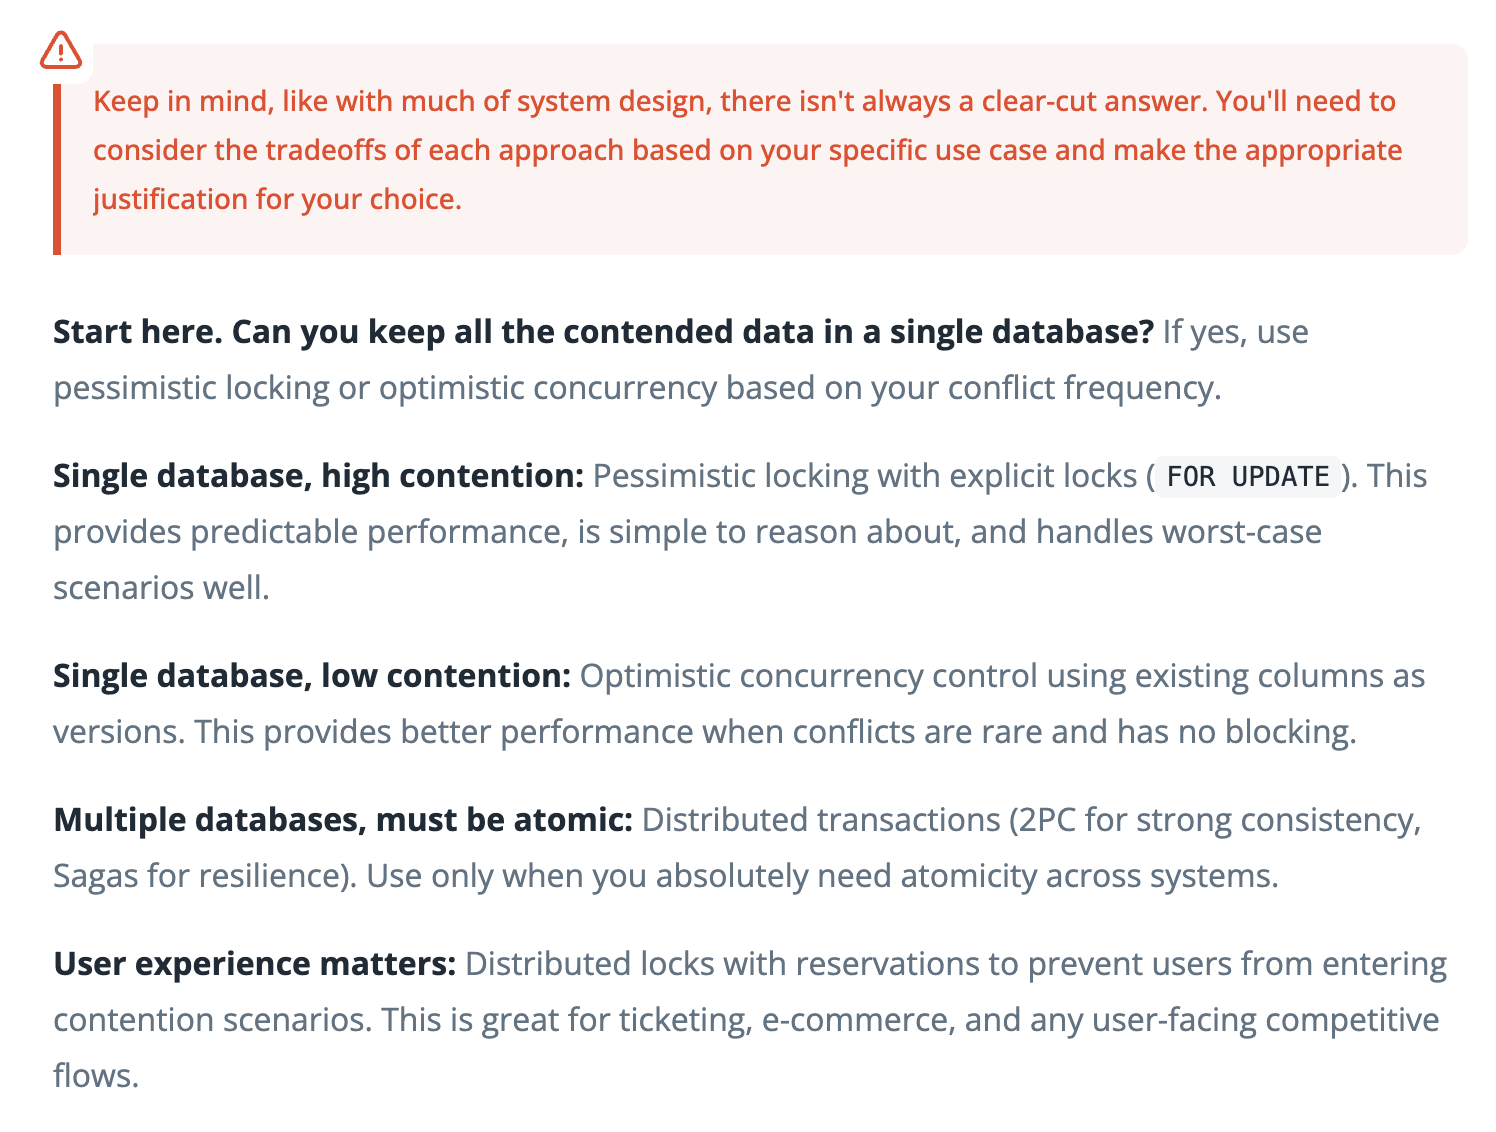 Keep in mind, like with much of system design, there isn't always a clear-cut answer. You'll need to
consider the tradeoffs of each approach based on your specific use case and make the appropriate
justification for your choice.
Start here. Can you keep all the contended data in a single database? If yes, use
pessimistic locking or optimistic concurrency based on your conflict frequency.
Single database, high contention: Pessimistic locking with explicit locks (FOR UPDATE). This
provides predictable performance, is simple to reason about, and handles worst-case
scenarios well.
Single database, low contention: Optimistic concurrency control using existing columns as
versions. This provides better performance when conflicts are rare and has no blocking.
Multiple databases, must be atomic: Distributed transactions (2PC for strong consistency,
Sagas for resilience). Use only when you absolutely need atomicity across systems.
User experience matters: Distributed locks with reservations to prevent users from entering
contention scenarios. This is great for ticketing, e-commerce, and any user-facing competitive
flows.